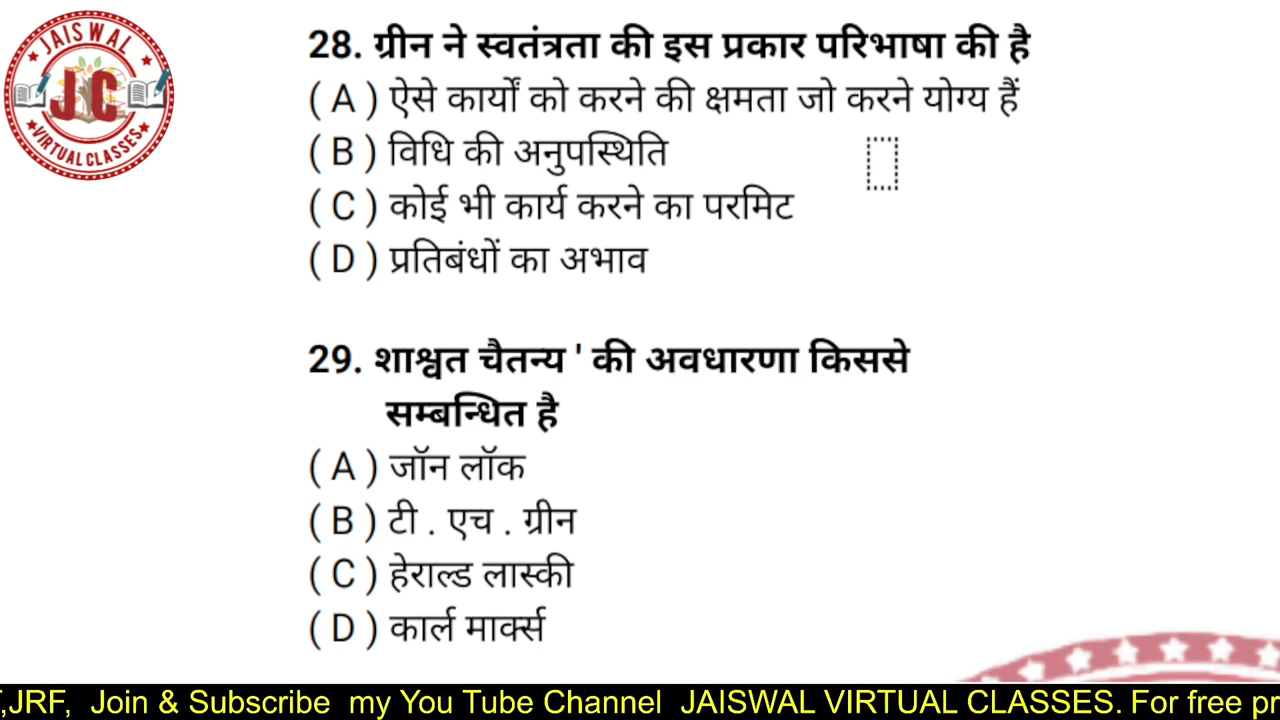 JAISWAL
JC
VIRTUAL CLASSES
28. ग्रीन ने स्वतंत्रता की इस प्रकार परिभाषा की है
( A ) ऐसे कार्यों को करने की क्षमता जो करने योग्य हैं
( B ) विधि की अनुपस्थिति
( C ) कोई भी कार्य करने का परमिट
( D ) प्रतिबंधों का अभाव
29. शाश्वत चैतन्य ' की अवधारणा किससे
सम्बन्धित है
( A ) जॉन लॉक
( B ) टी . एच . ग्रीन
( C ) हेराल्ड लास्की
( D ) कार्ल मार्क्स
,JRF, Join & Subscribe my You Tube Channel JAISWAL VIRTUAL CLASSES. For free